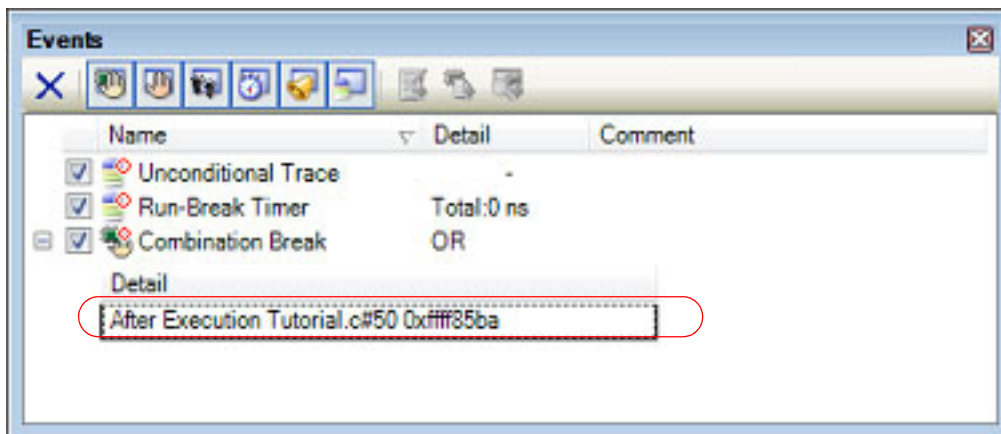 Events
Name Detail Comment
Unconditional Trace -
Run-Break Timer Total:0 ns
Combination Break OR
Detail
After Execution Tutorial.c#50 0xffff85ba